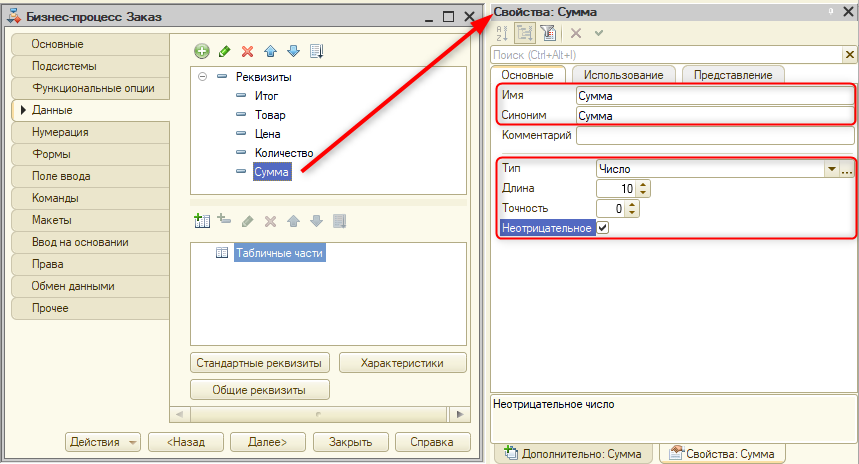 Бизнес-процесс Заказ
Основные
Подсистемы
Функциональные опции
Данные
Нумерация
Формы
Поле ввода
Команды
Макеты
Ввод на основании
Права
Обмен данными
Прочее
Реквизиты
Итог
Товар
Цена
Количество
Сумма
Табличные части
Стандартные реквизиты
Характеристики
Общие реквизиты
Действия
<Назад
Далее>
Закрыть
Справка
Свойства: Сумма
Поиск (Ctrl+Alt+I)
Основные
Использование
Представление
Имя
Сумма
Синоним
Сумма
Комментарий
Тип
Число
...
Длина
10
Точность
0
Неотрицательное
Неотрицательное число
Дополнительно: Сумма
Свойства: Сумма